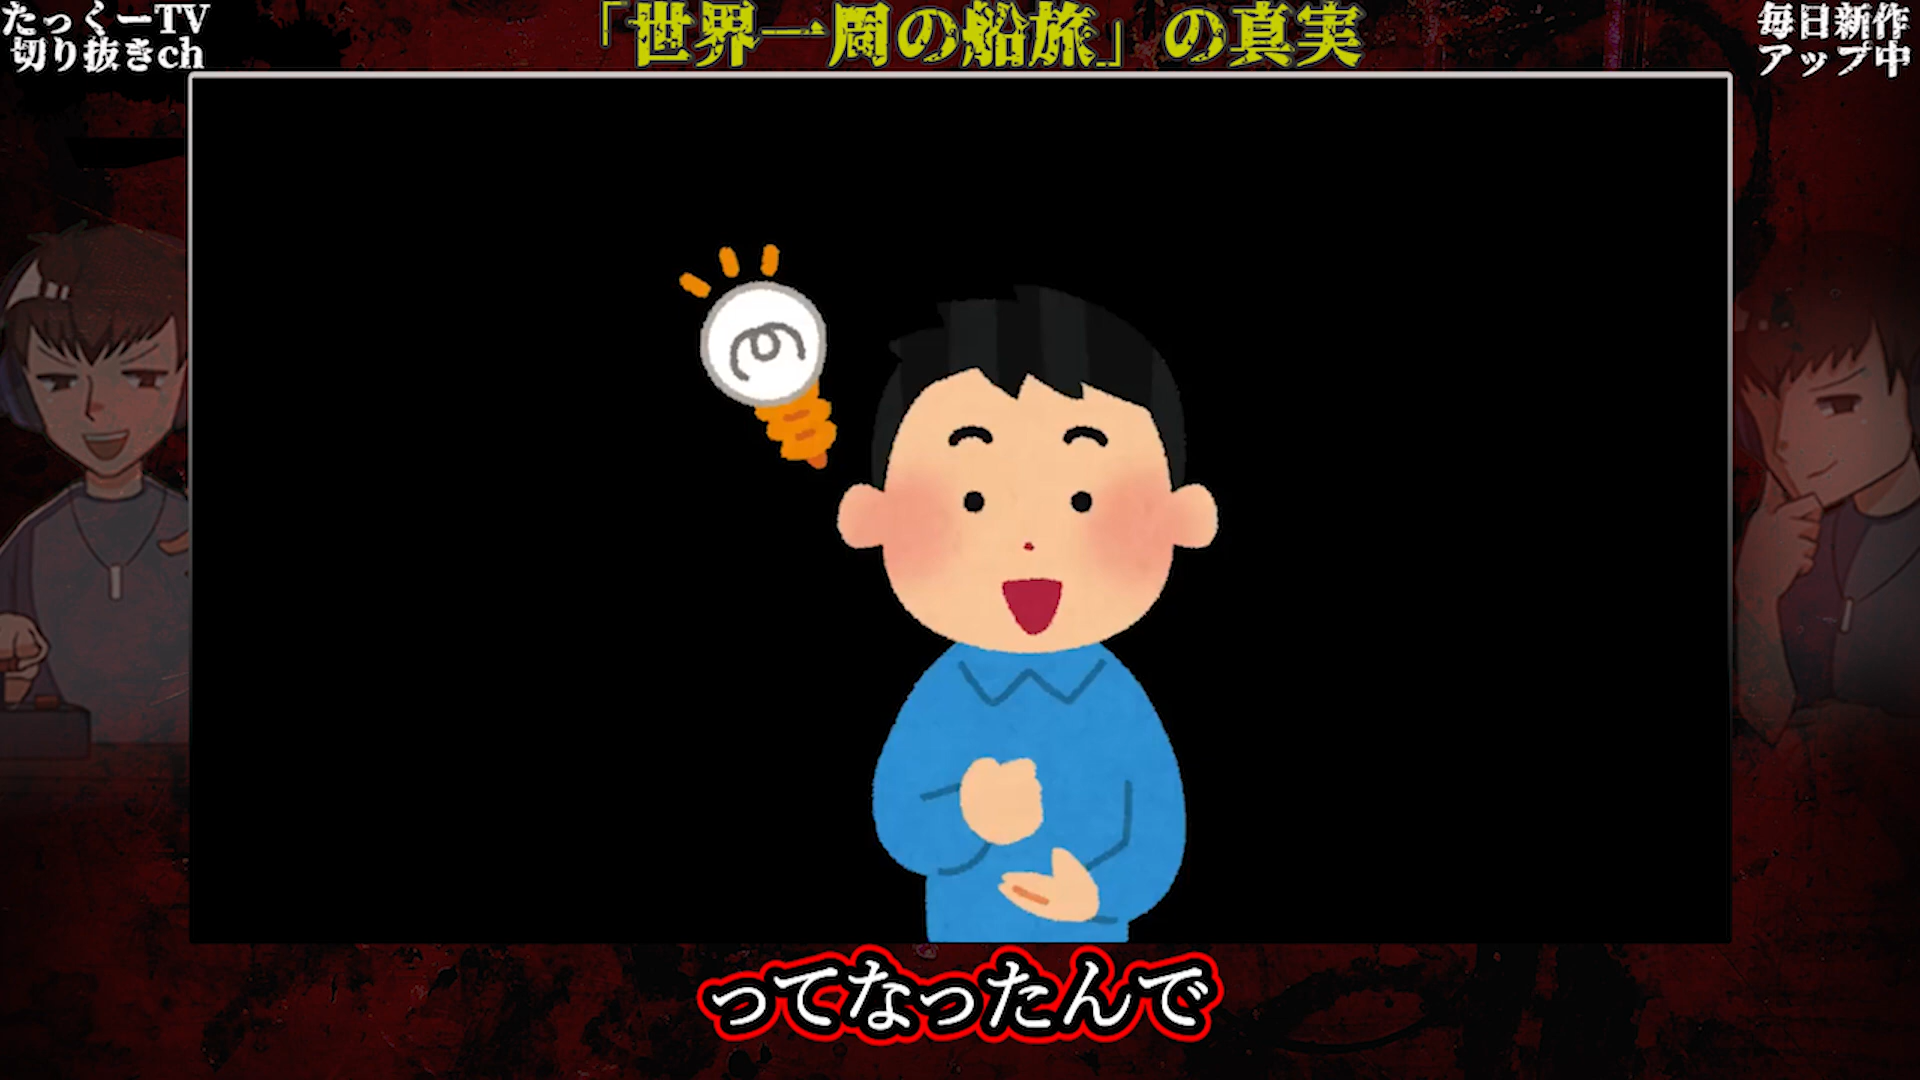 たっくーTV
切り抜きch
「世界一周の船旅」の真実
毎日新作
アップ中
ってなったんで